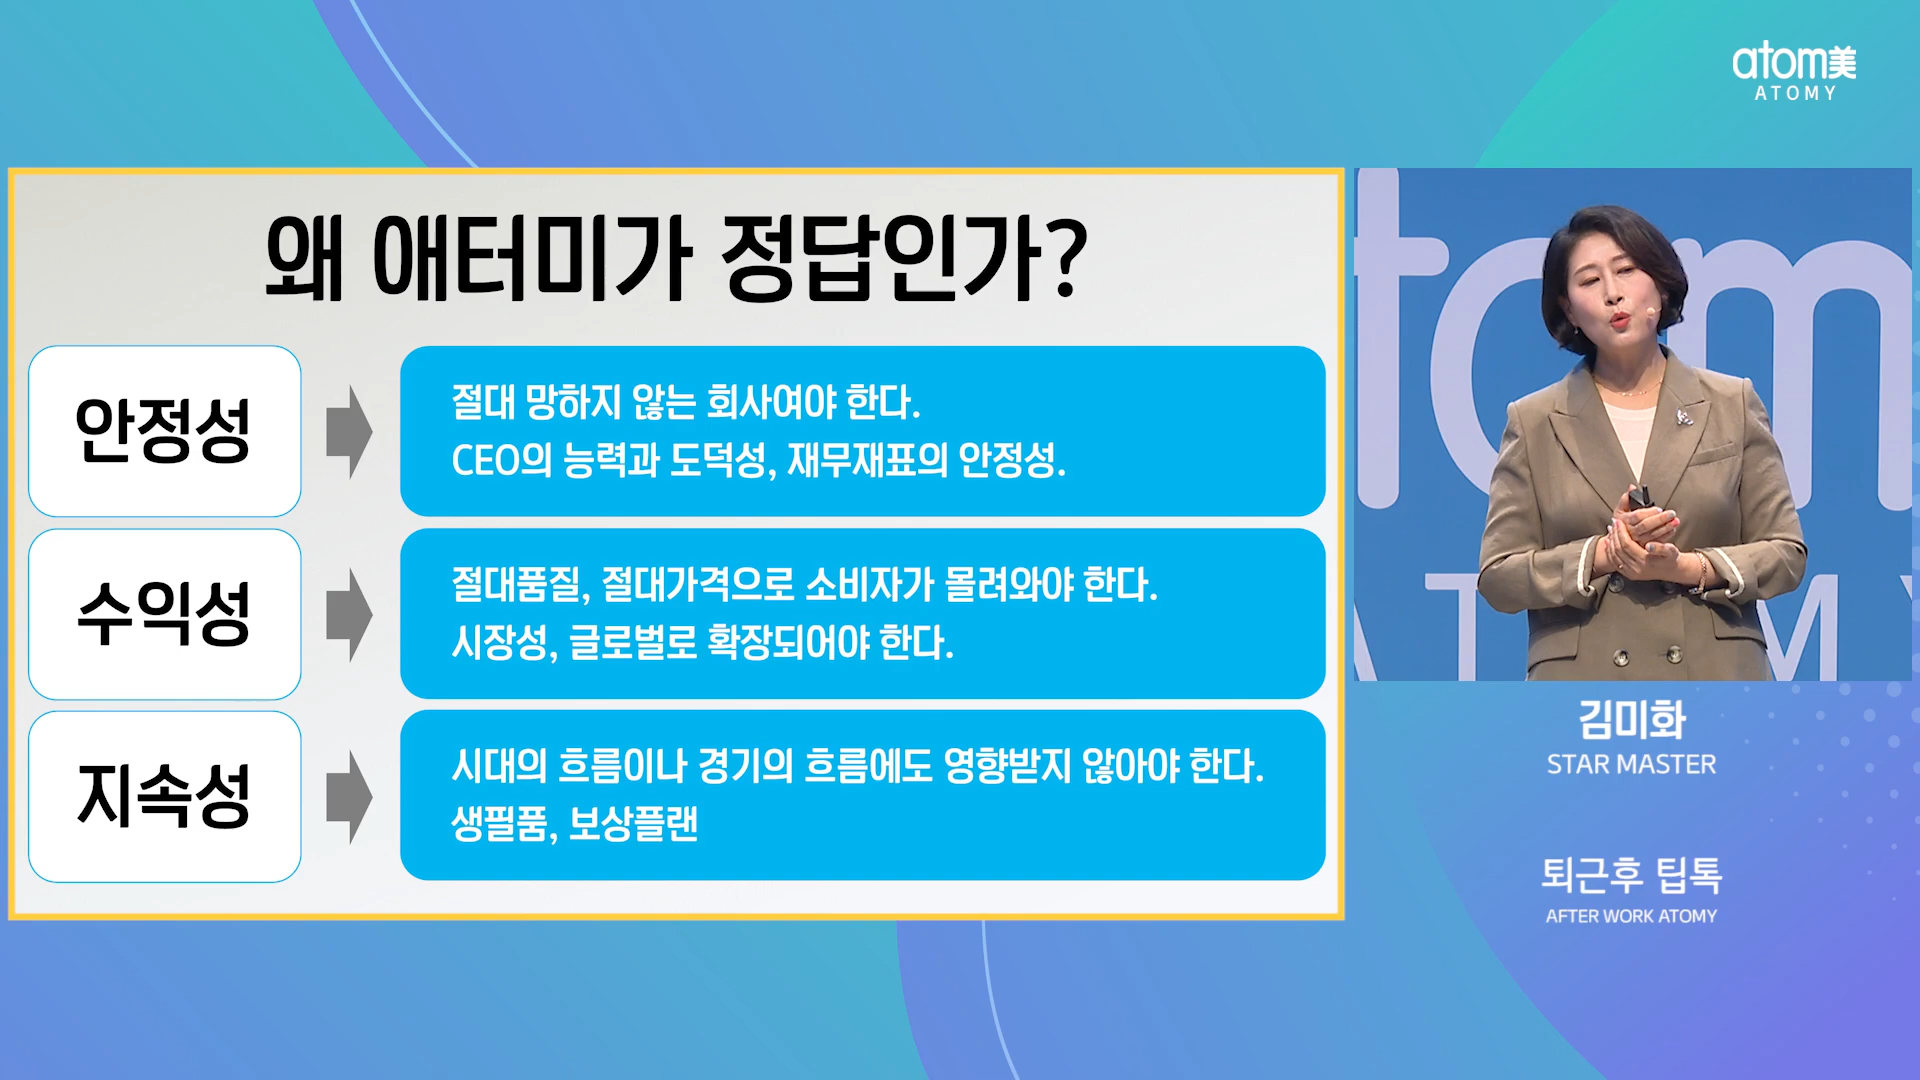 atom美
ATOMY
왜 애터미가 정답인가?
안정성
절대 망하지 않는 회사여야 한다.
CEO의 능력과 도덕성, 재무재표의 안정성.
수익성
절대품질, 절대가격으로 소비자가 몰려와야 한다.
시장성, 글로벌로 확장되어야 한다.
지속성
시대의 흐름이나 경기의 흐름에도 영향받지 않아야 한다.
생필품, 보상플랜
atom
ATOMY
김미화
STAR MASTER
퇴근후 팁톡
AFTER WORK ATOMY